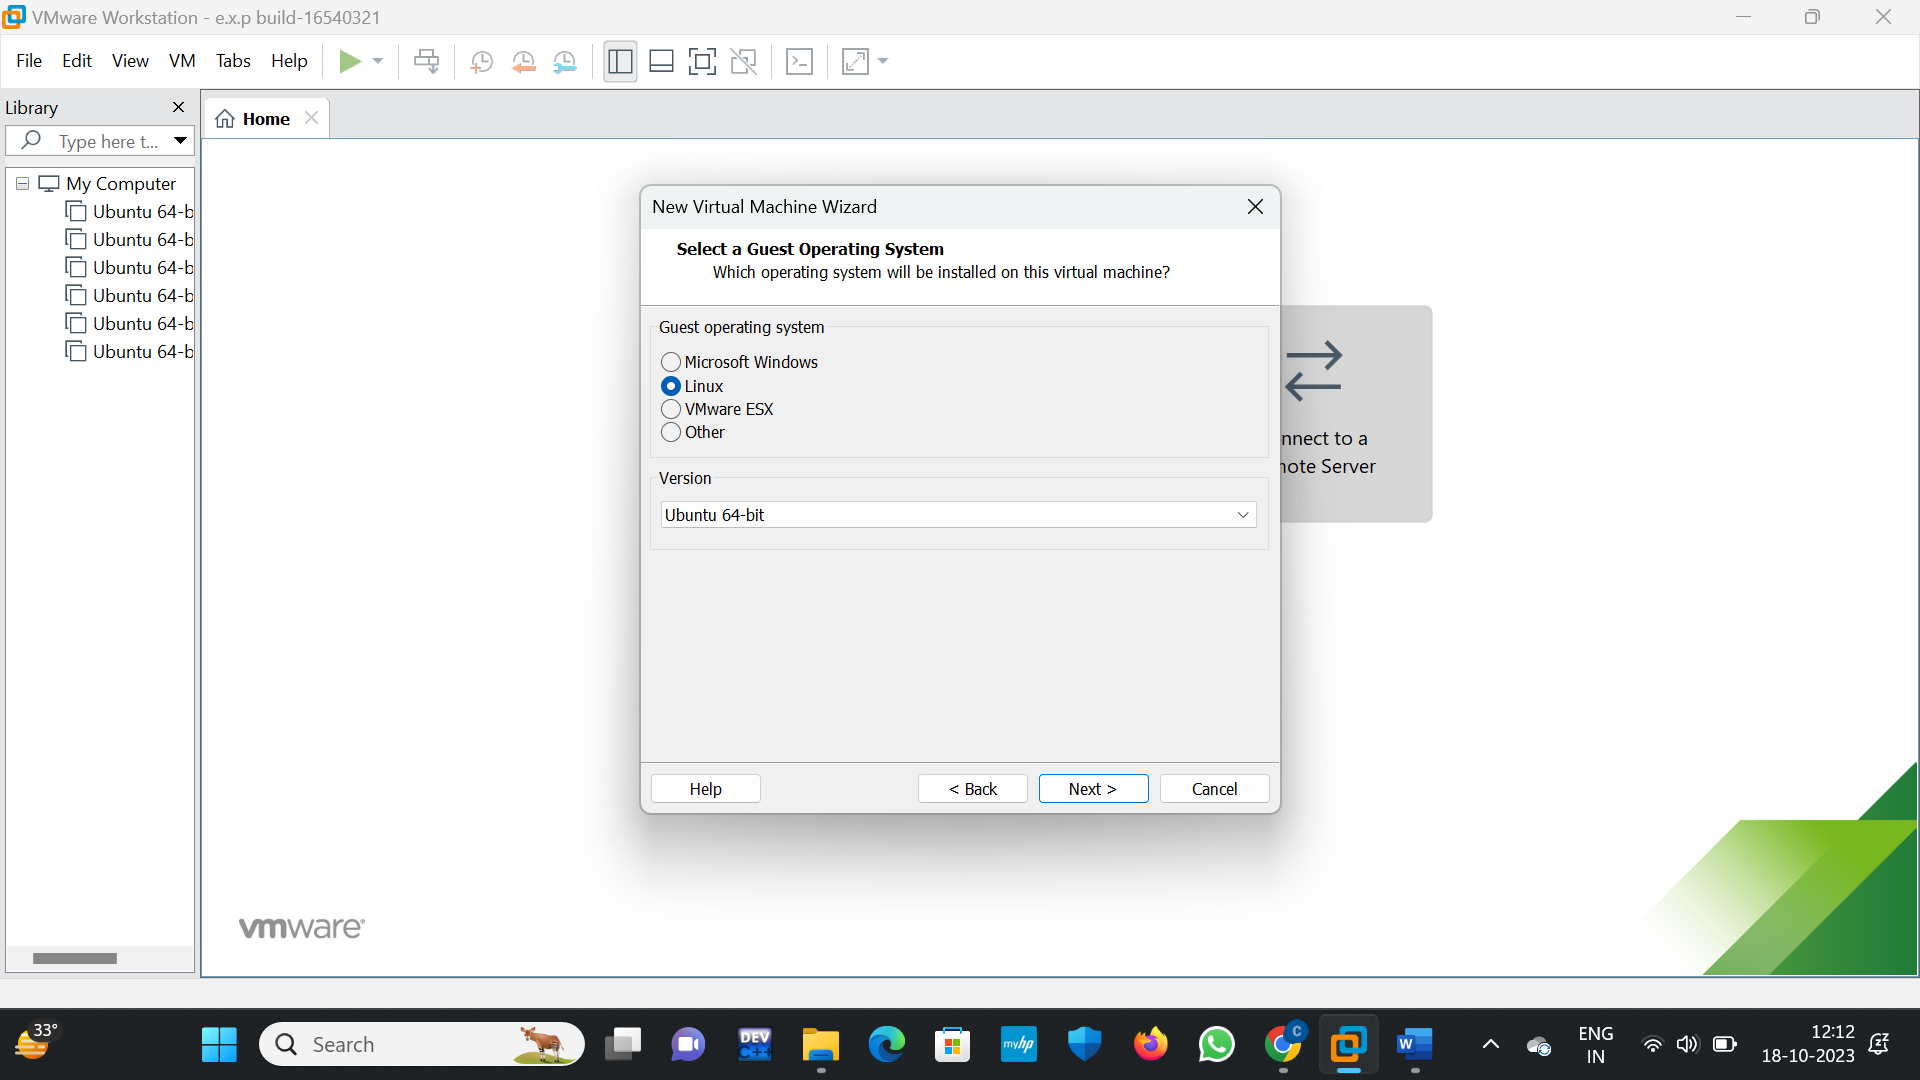 VMware Workstation - e.x.p build-16540321
File Edit View VM Tabs Help
Library
Home
Type here t...
My Computer
Ubuntu 64-b
Ubuntu 64-b
Ubuntu 64-b
Ubuntu 64-b
Ubuntu 64-b
Ubuntu 64-b
New Virtual Machine Wizard
Select a Guest Operating System
Which operating system will be installed on this virtual machine?
Guest operating system
Microsoft Windows
Linux
VMware ESX
Other
Version
Ubuntu 64-bit
Help
< Back
Next >
Cancel
nnect to a
note Server
vmware®
33°
Search
DEV
C++
myhp
C
W
ENG
IN
12:12
18-10-2023